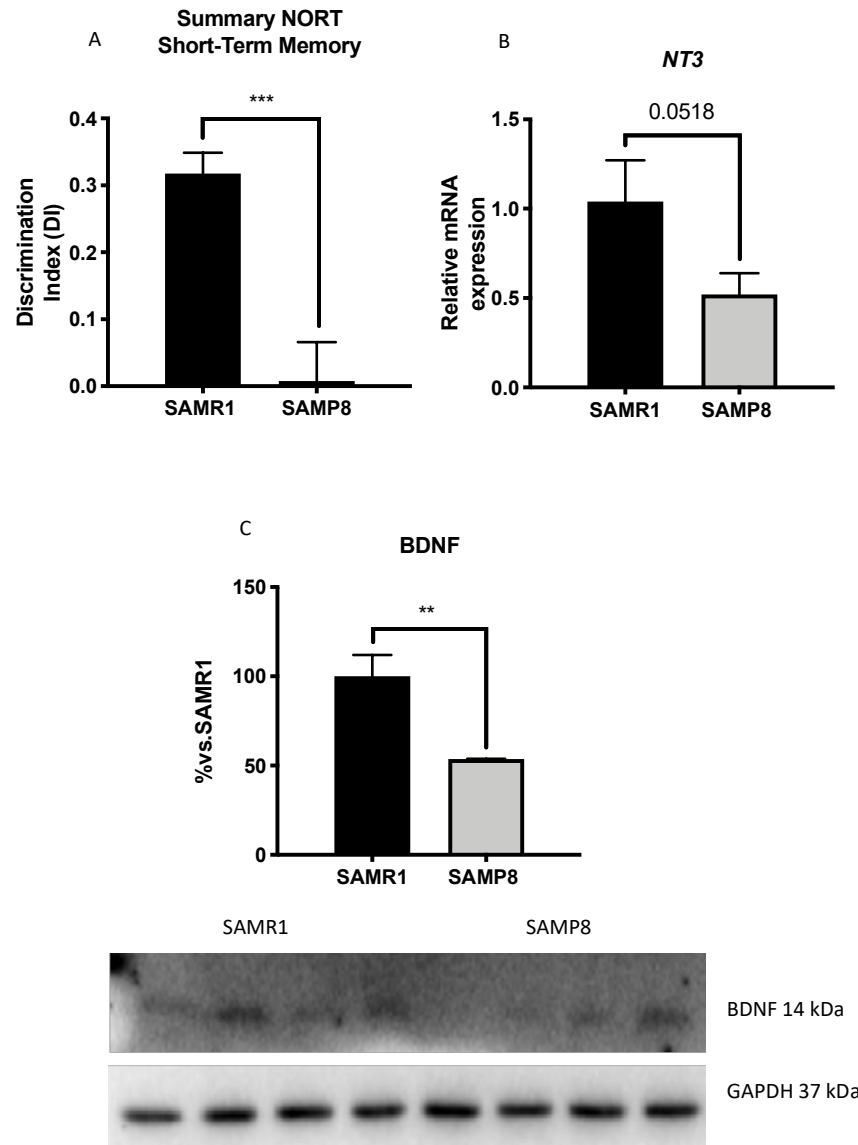 A
Summary NORT
Short-Term Memory
***
Discrimination
Index (DI)
0.4
0.3
0.2
0.1
0.0
SAMR1 SAMP8
B
NT3
0.0518
Relative mRNA
expression
1.5
1.0
0.5
0.0
SAMR1 SAMP8
C
BDNF
**
%vs.SAMR1
150
100
50
0
SAMR1 SAMP8
SAMR1 SAMP8
BDNF 14 kDa
GAPDH 37 kDa